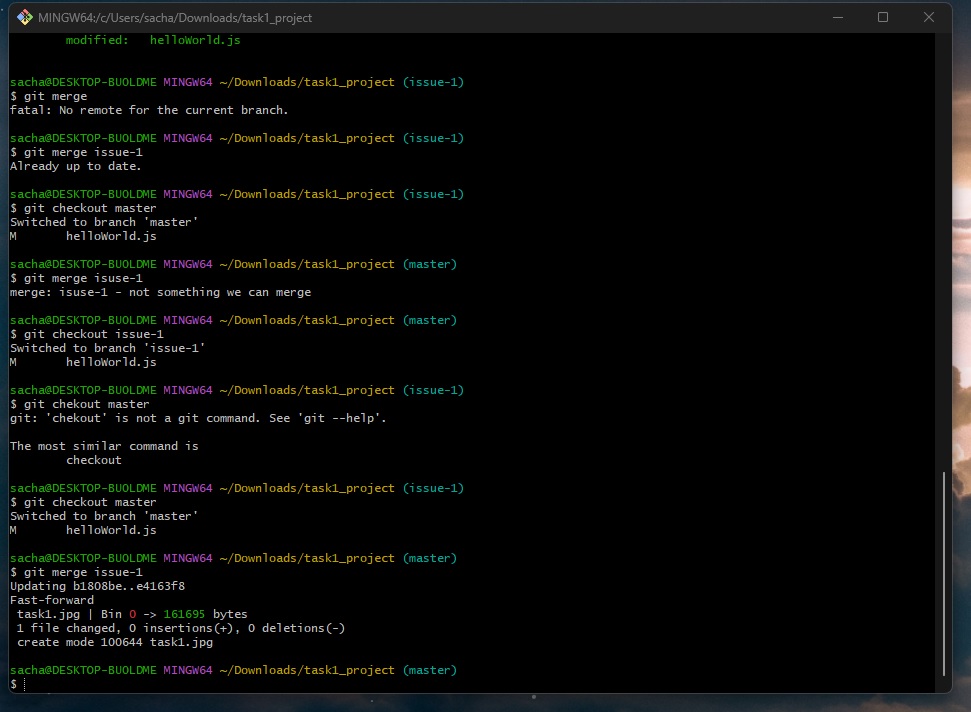 MINGW64:/c/Users/sacha/Downloads/task1_project
modified:   helloWorld.js
sacha@DESKTOP-BUOLDME MINGW64 ~/Downloads/task1_project (issue-1)
$ git merge
fatal: No remote for the current branch.
sacha@DESKTOP-BUOLDME MINGW64 ~/Downloads/task1_project (issue-1)
$ git merge issue-1
Already up to date.
sacha@DESKTOP-BUOLDME MINGW64 ~/Downloads/task1_project (issue-1)
$ git checkout master
Switched to branch 'master'
M       helloWorld.js
sacha@DESKTOP-BUOLDME MINGW64 ~/Downloads/task1_project (master)
$ git merge isuse-1
merge: isuse-1 - not something we can merge
sacha@DESKTOP-BUOLDME MINGW64 ~/Downloads/task1_project (master)
$ git checkout issue-1
Switched to branch 'issue-1'
M       helloWorld.js
sacha@DESKTOP-BUOLDME MINGW64 ~/Downloads/task1_project (issue-1)
$ git chekout master
git: 'chekout' is not a git command. See 'git --help'.
The most similar command is
checkout
sacha@DESKTOP-BUOLDME MINGW64 ~/Downloads/task1_project (issue-1)
$ git checkout master
Switched to branch 'master'
M       helloWorld.js
sacha@DESKTOP-BUOLDME MINGW64 ~/Downloads/task1_project (master)
$ git merge issue-1
Updating b1808be..e4163f8
Fast-forward
task1.jpg | Bin 0 -> 161695 bytes
1 file changed, 0 insertions(+), 0 deletions(-)
create mode 100644 task1.jpg
sacha@DESKTOP-BUOLDME MINGW64 ~/Downloads/task1_project (master)
$